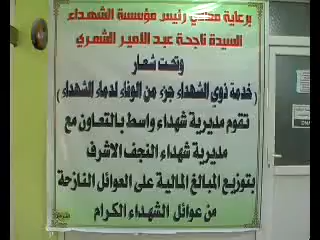 برعاية معالي رئيس مؤسسة الشهداء
السيدة ناجحة عبد الامير الشمري
وتحت شعار
( خدمة ذوي الشهداء جزء من الوفاء لدماء الشهداء )
تقوم مديرية شهداء واسط بالتعاون مع
مديرية شهداء النجف الاشرف
بتوزيع المبالغ المالية على العوائل النازحة
من عوائل الشهداء الكرام